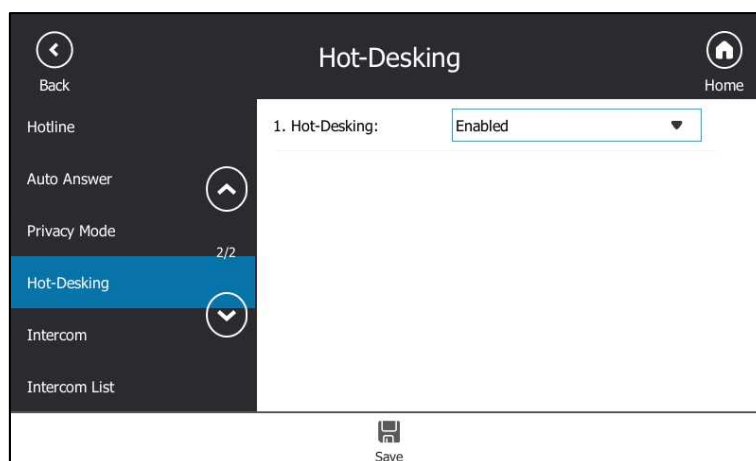 Hot-Desking
Back
Home
Hotline
1. Hot-Desking: Enabled
Auto Answer
Privacy Mode
2/2
Hot-Desking
Intercom
Intercom List
Save